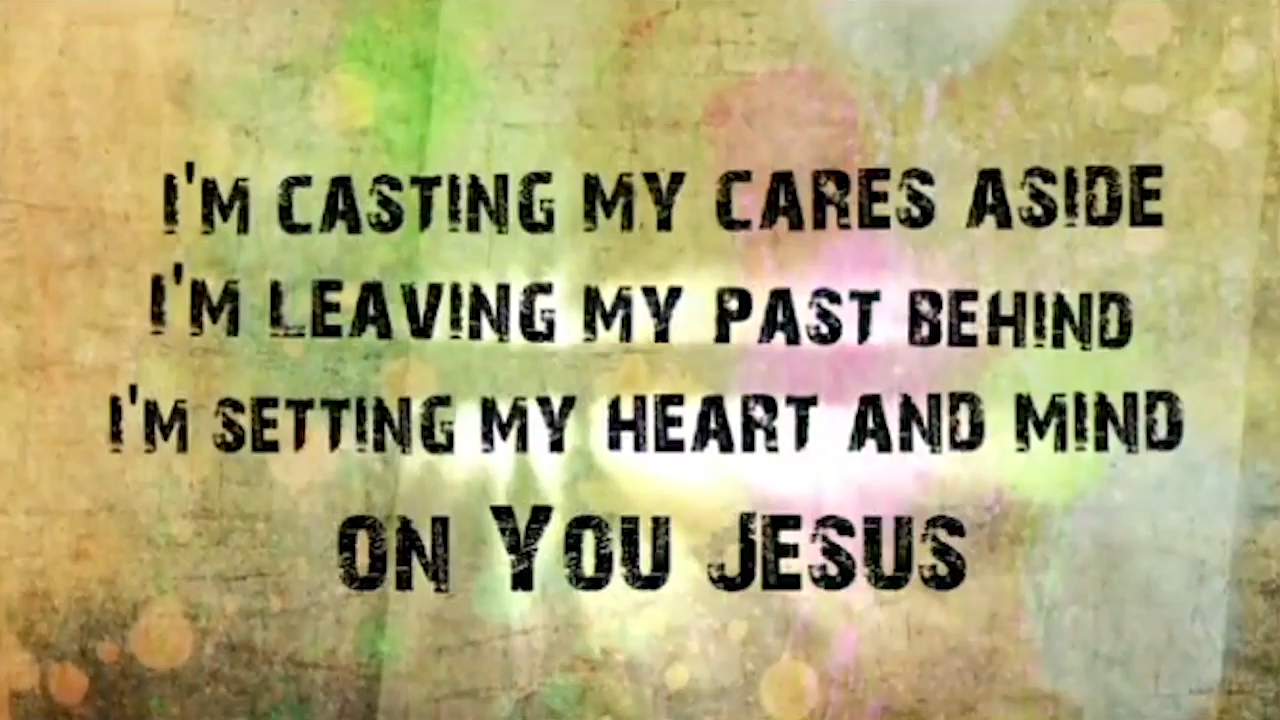 I'M CASTING MY CARES ASIDE
I'M LEAVING MY PAST BEHIND
I'M SETTING MY HEART AND MIND
ON YOU JESUS